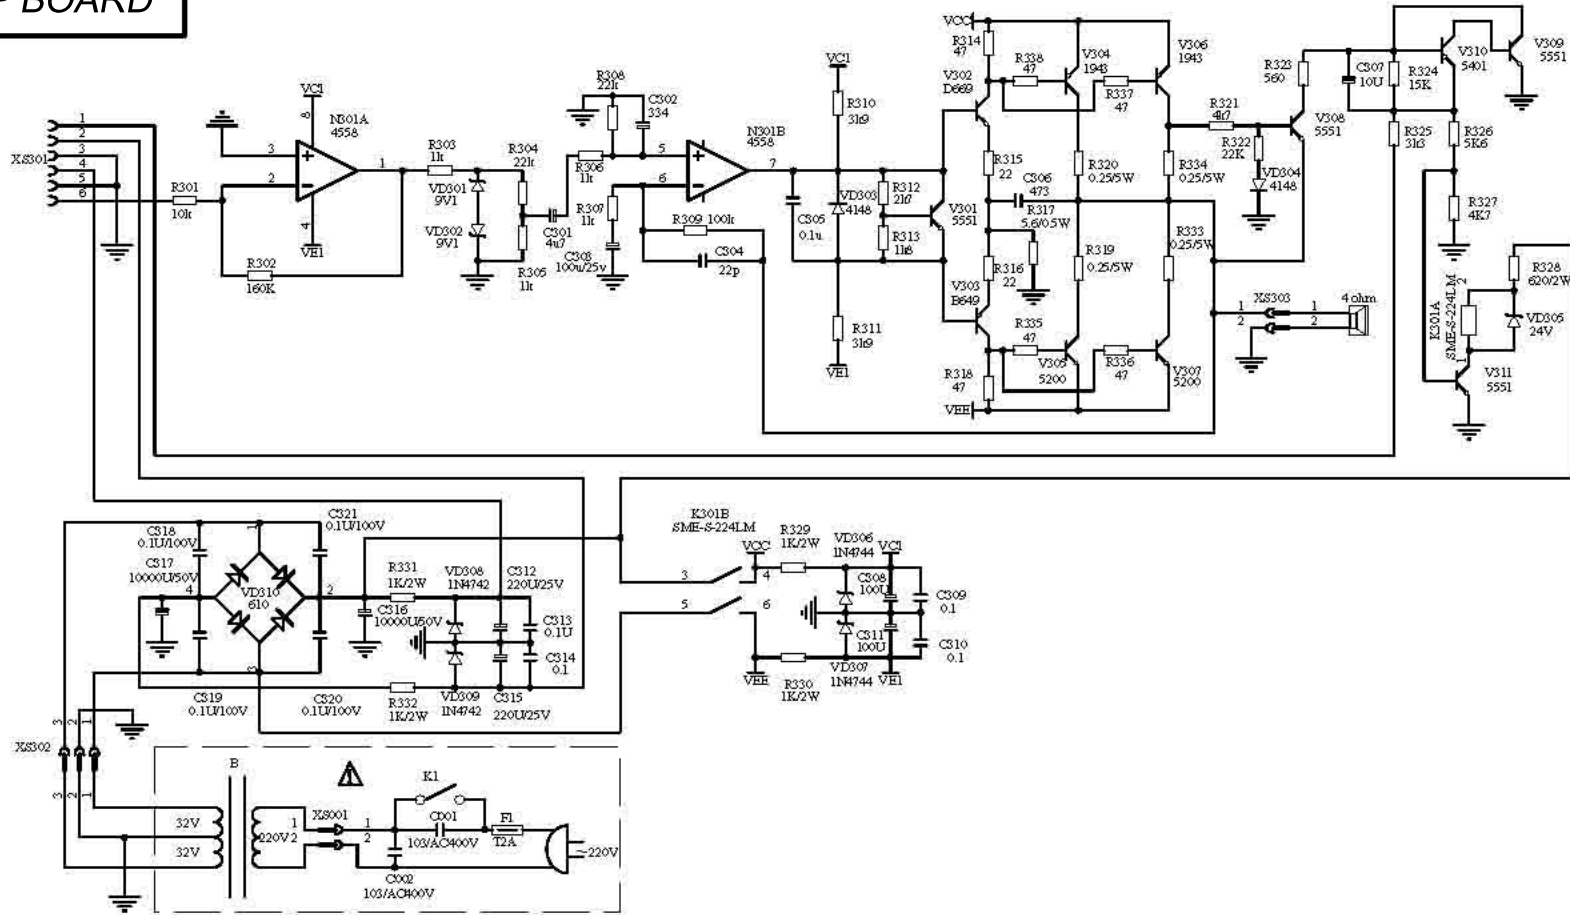 P BOARD
XS301
1
2
3
4
5
6
R301
10k
3
2
VC1
8
N301A
4558
1
4
VE1
R302
160K
R303
1k
VD301
9V1
VD302
9V1
R304
22k
C301
4u7
R305
1k
R308
22k
C302
334
R306
1k
R307
1k
C303
100u/25v
5
6
N301B
4558
7
R309 100k
C304
22p
VC1
R310
3k9
C305
0.1u
VD303
4148
R312
2k7
R313
1k8
R311
3k9
VE1
V301
5551
VCC
R314
47
V302
D669
R315
22
C306
473
R317
5.6/0.5W
R316
22
V303
B649
R318
47
VEE
R338
47
V304
1943
R337
47
V306
1943
R320
0.25/5W
R334
0.25/5W
R319
0.25/5W
R333
0.25/5W
R335
47
V305
5200
R336
47
V307
5200
R321
4k7
R322
22K
VD304
4148
R323
560
V308
5551
C307
10U
R324
15K
V310
5401
V309
5551
R325
3k3
R326
5K6
R327
4K7
R328
620/2W
K301A
SME-S-224LM
2
1
VD305
24V
V311
5551
XS303
1
2
1
2
4 ohm
C318
0.1U/100V
C317
10000U/50V
C321
0.1U/100V
1
4
VD310
610
2
3
C319
0.1U/100V
C320
0.1U/100V
R331
1K/2W
C316
10000U/50V
R332
1K/2W
VD308
1N4742
VD309
1N4742
C312
220U/25V
C313
0.1U
C314
0.1
C315
220U/25V
K301B
SME-S-224LM
3
4
5
6
VCC
VEE
R329
1K/2W
R330
1K/2W
VD306
1N4744
VD307
1N4744
VC1
VE1
C308
100U
C311
100U
C309
0.1
C310
0.1
XS302
3
2
1
3
2
1
B
32V
32V
220V
1
2
XS001
1
2
K1
C001
103/AC400V
F1
T2A
~220V
C002
103/AC400V